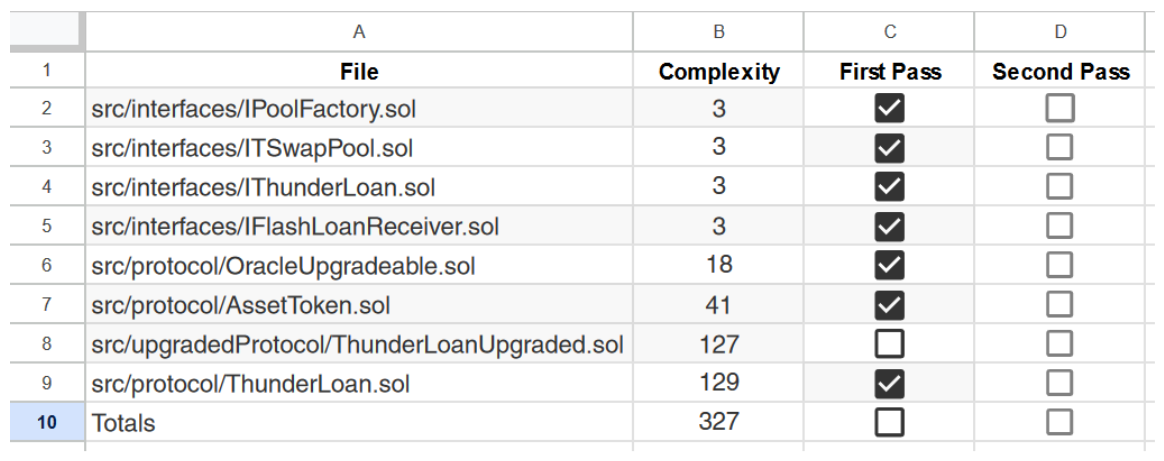 A B C D
1 File Complexity First Pass Second Pass
2 src/interfaces/IPoolFactory.sol 3
3 src/interfaces/ITSwapPool.sol 3
4 src/interfaces/IThunderLoan.sol 3
5 src/interfaces/IFlashLoanReceiver.sol 3
6 src/protocol/OracleUpgradeable.sol 18
7 src/protocol/AssetToken.sol 41
8 src/upgradedProtocol/ThunderLoanUpgraded.sol 127
9 src/protocol/ThunderLoan.sol 129
10 Totals 327